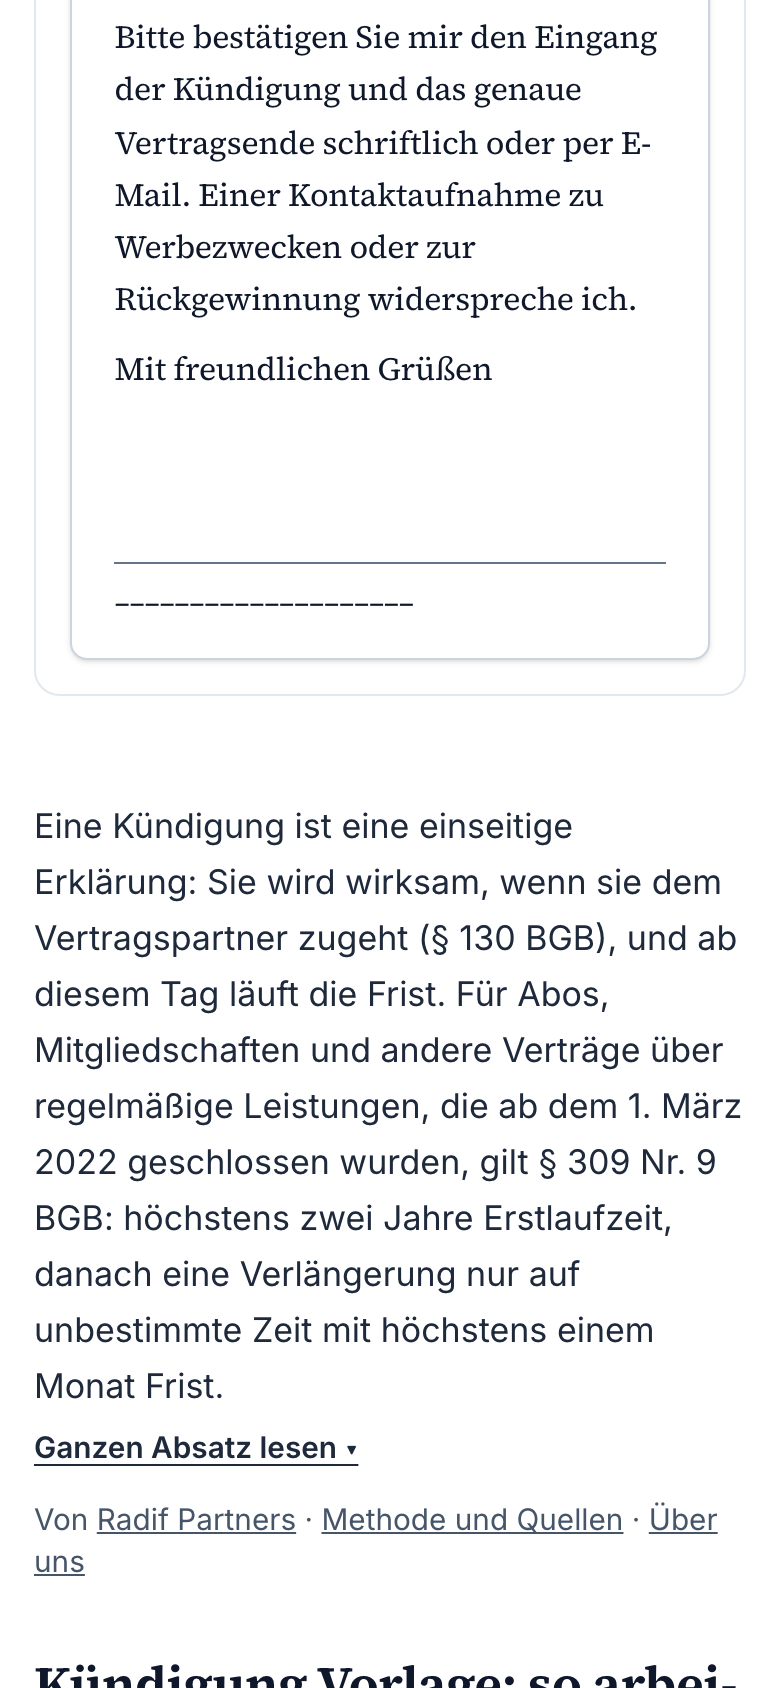 Bitte bestätigen Sie mir den Eingang
der Kündigung und das genaue
Vertragsende schriftlich oder per E-
Mail. Einer Kontaktaufnahme zu
Werbezwecken oder zur
Rückgewinnung widerspreche ich.
Mit freundlichen Grüßen
____________________
Eine Kündigung ist eine einseitige
Erklärung: Sie wird wirksam, wenn sie dem
Vertragspartner zugeht (§ 130 BGB), und ab
diesem Tag läuft die Frist. Für Abos,
Mitgliedschaften und andere Verträge über
regelmäßige Leistungen, die ab dem 1. März
2022 geschlossen wurden, gilt § 309 Nr. 9
BGB: höchstens zwei Jahre Erstlaufzeit,
danach eine Verlängerung nur auf
unbestimmte Zeit mit höchstens einem
Monat Frist.
Ganzen Absatz lesen ▾
Von Radif Partners · Methode und Quellen · Über
uns
Kündigung Vorlage: so arbei-